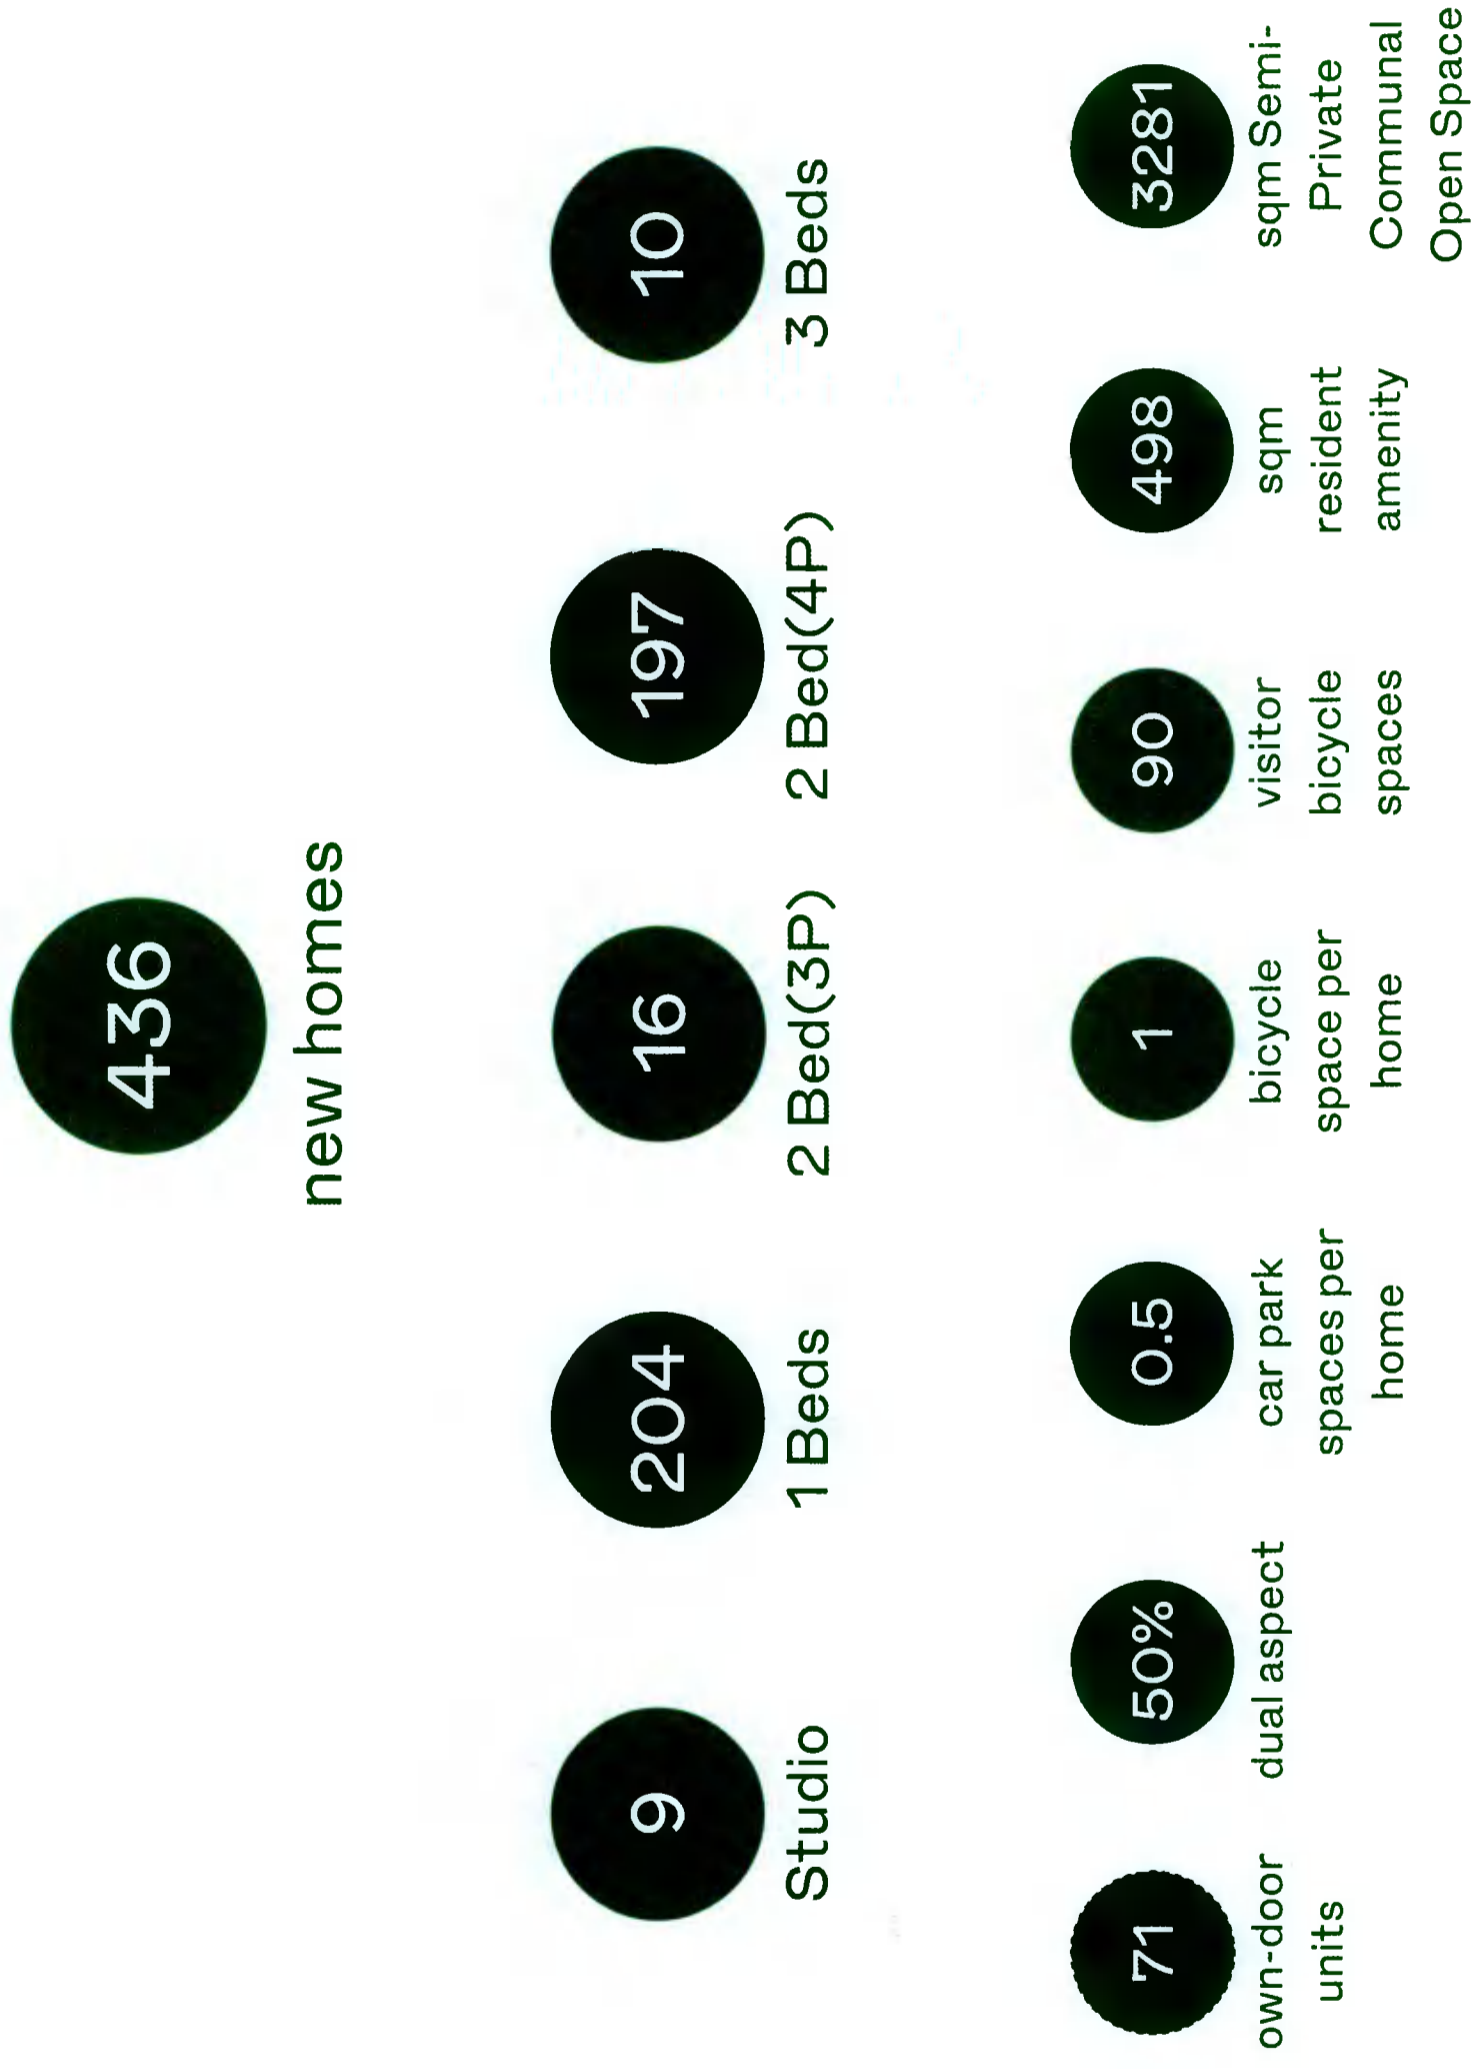 436
new homes
9
Studio
204
1 Beds
16
2 Bed(3P)
197
2 Bed(4P)
10
3 Beds
71
own-door
units
50%
dual aspect
0.5
car park
spaces per
home
1
bicycle
space per
home
90
visitor
bicycle
spaces
498
sqm
resident
amenity
3281
sqm Semi-
Private
Communal
Open Space